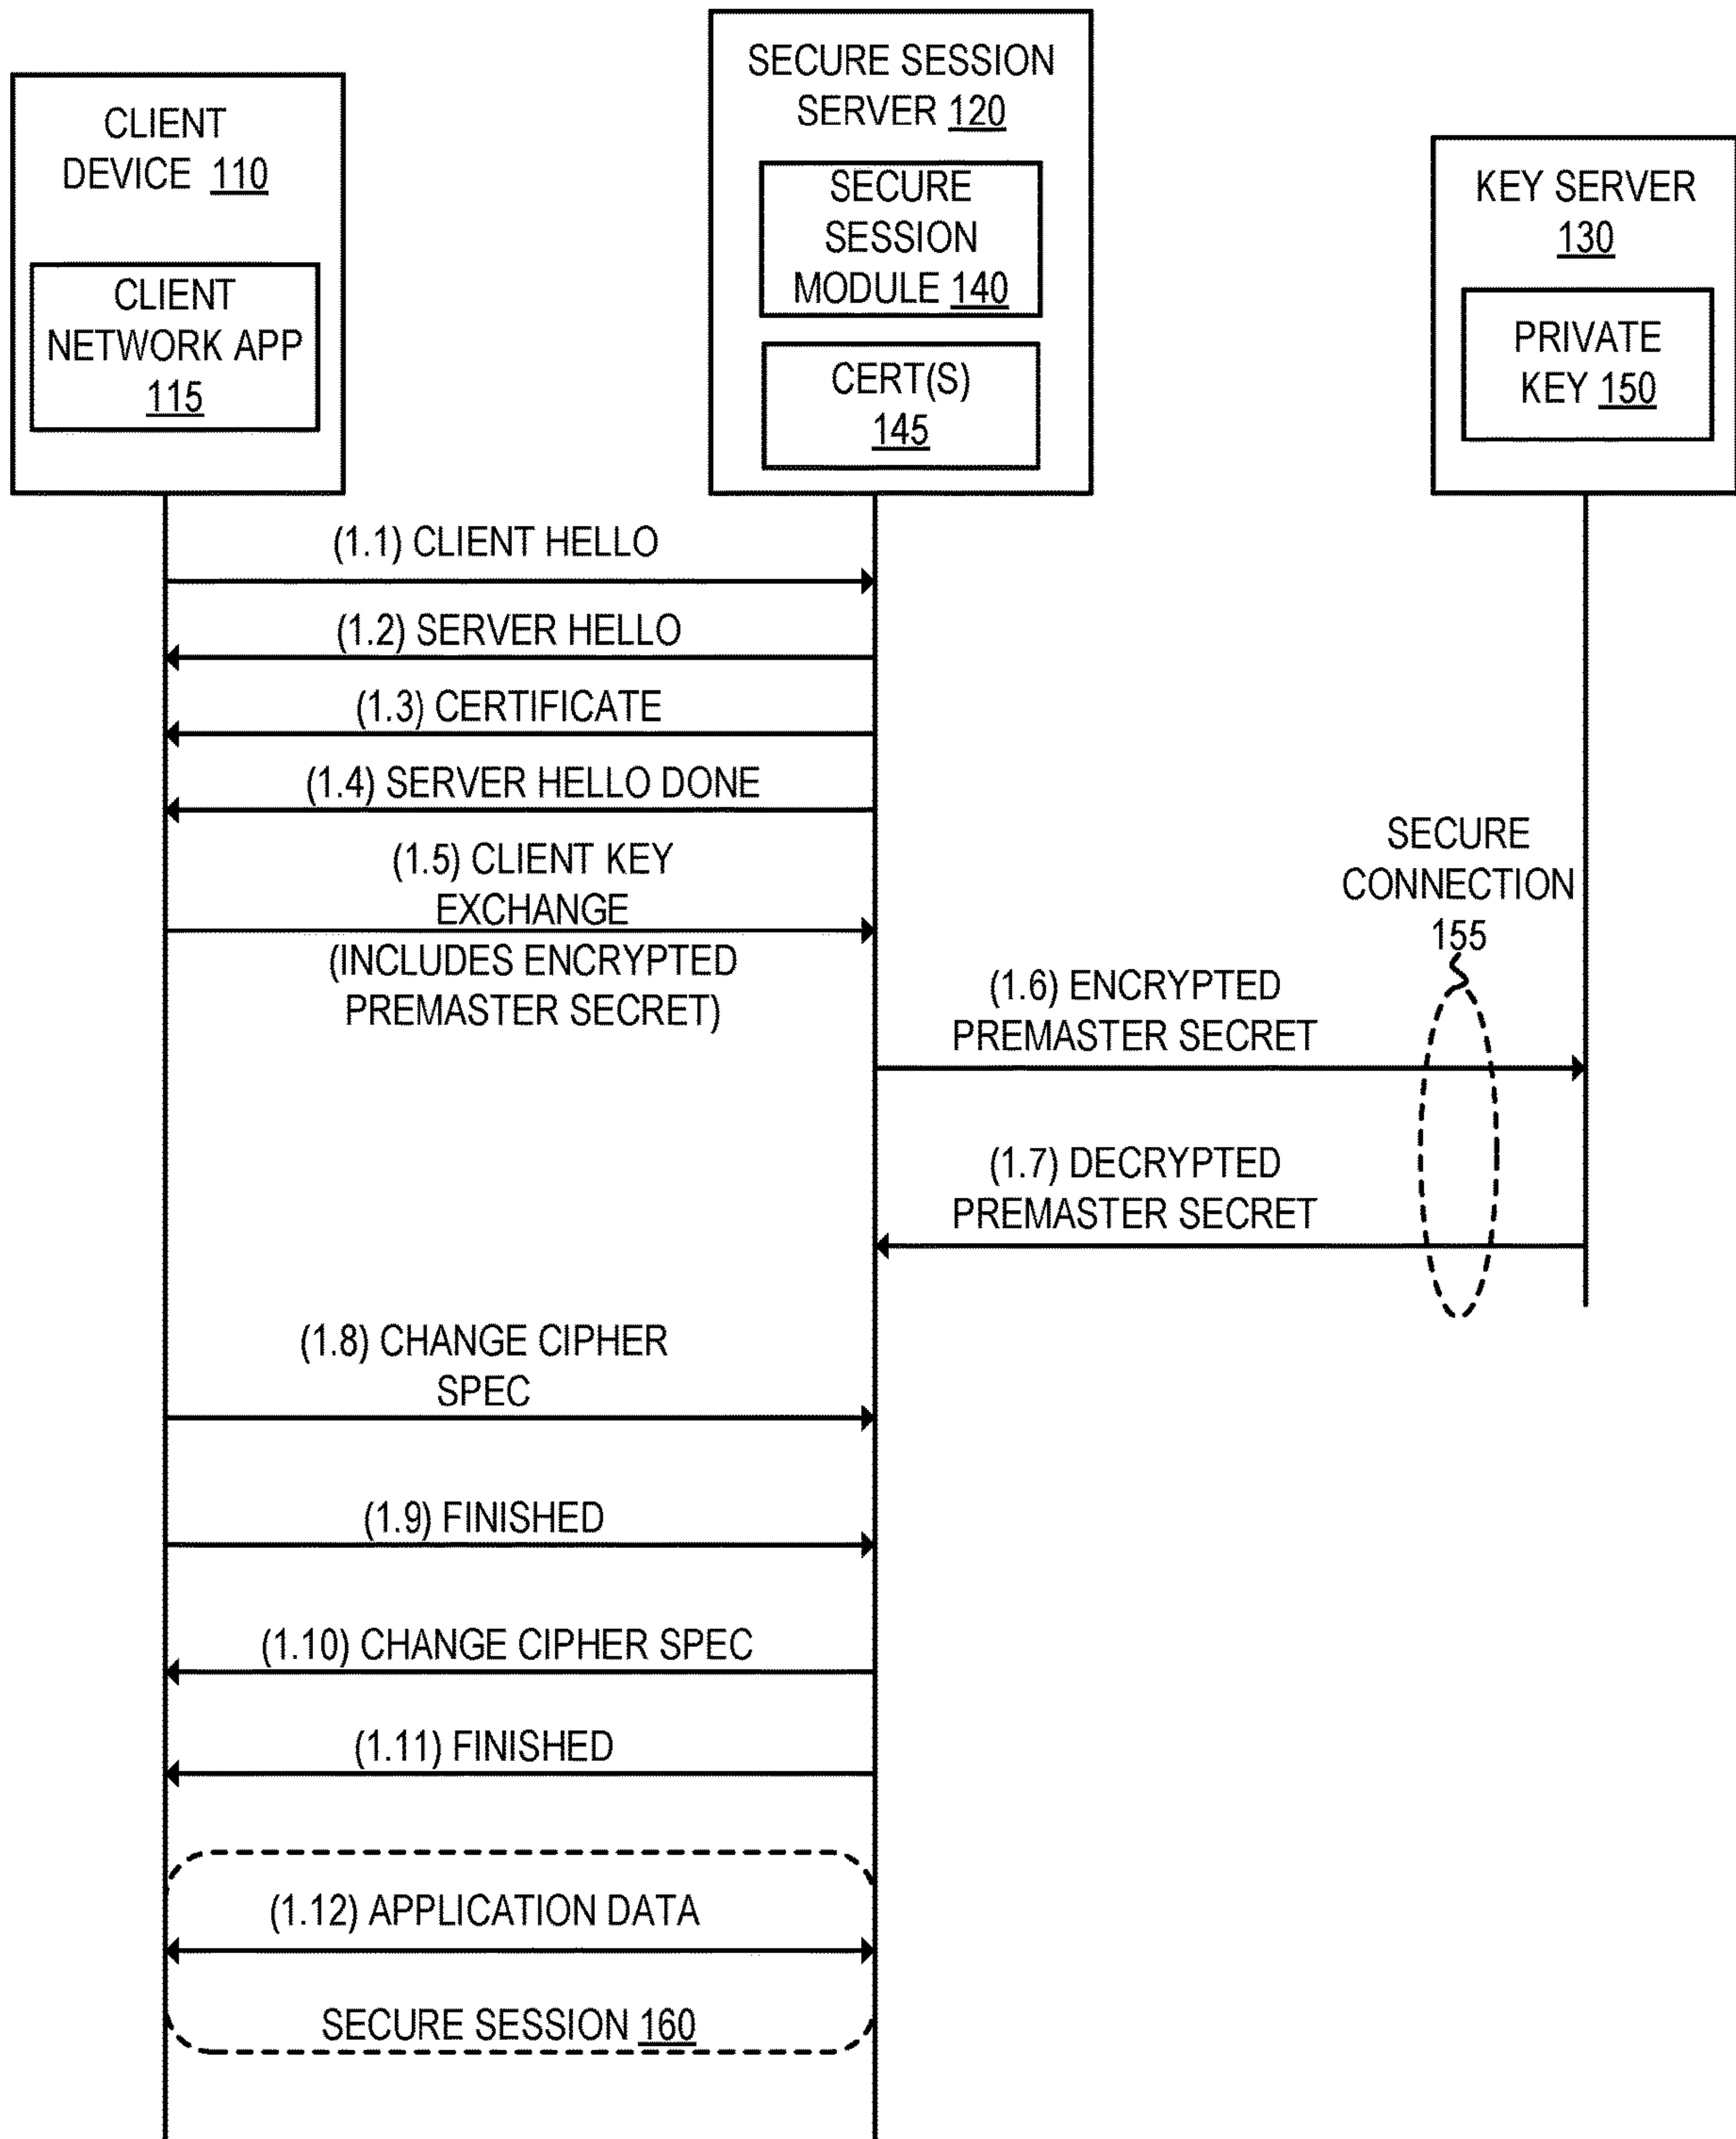 CLIENT
DEVICE 110
CLIENT
NETWORK APP
115
SECURE SESSION
SERVER 120
SECURE
SESSION
MODULE 140
CERT(S)
145
KEY SERVER
130
PRIVATE
KEY 150
(1.1) CLIENT HELLO
(1.2) SERVER HELLO
(1.3) CERTIFICATE
(1.4) SERVER HELLO DONE
(1.5) CLIENT KEY
EXCHANGE
(INCLUDES ENCRYPTED
PREMASTER SECRET)
SECURE
CONNECTION
155
(1.6) ENCRYPTED
PREMASTER SECRET
(1.7) DECRYPTED
PREMASTER SECRET
(1.8) CHANGE CIPHER
SPEC
(1.9) FINISHED
(1.10) CHANGE CIPHER SPEC
(1.11) FINISHED
(1.12) APPLICATION DATA
SECURE SESSION 160